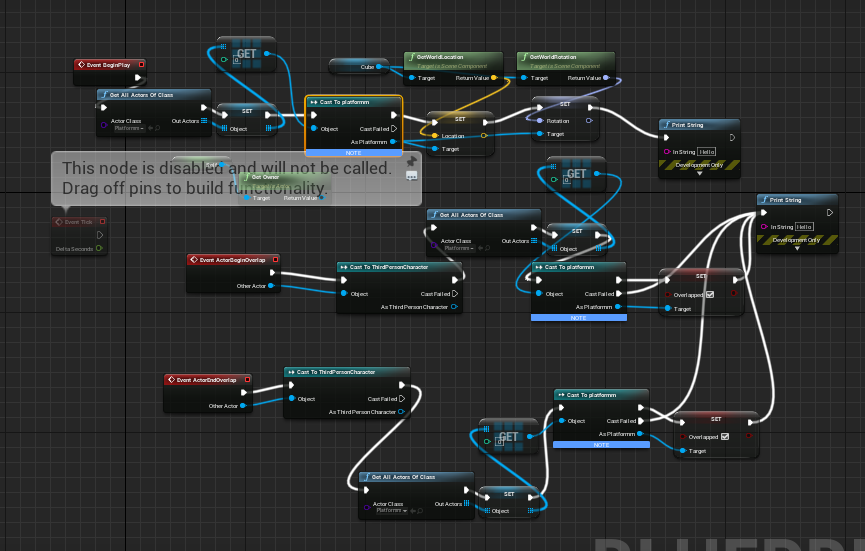 GET
0
Event BeginPlay
Get All Actors Of Class
Actor Class
Platformm
Out Actors
SET
Object
Cast To platformm
Object
Cast Failed
As Platformm
NOTE
Cube
GetWorldLocation
Target is Scene Component
Target
Return Value
GetWorldRotation
Target is Scene Component
Target
Return Value
SET
Location
Target
SET
Rotation
Target
Print String
In String
Hello
Development Only
This node is disabled and will not be called.
Drag off pins to build functionality.
Get Owner
Target
Return Value
Event Tick
Delta Seconds
GET
0
Get All Actors Of Class
Actor Class
Platformm
Out Actors
SET
Object
Print String
In String
Hello
Development Only
Event ActorBeginOverlap
Other Actor
Cast To ThirdPersonCharacter
Object
Cast Failed
As Third Person Character
Cast To platformm
Object
Cast Failed
As Platformm
NOTE
SET
Overlapped
Target
Event ActorEndOverlap
Other Actor
Cast To ThirdPersonCharacter
Object
Cast Failed
As Third Person Character
Cast To platformm
Object
Cast Failed
As Platformm
NOTE
SET
Overlapped
Target
GET
0
Get All Actors Of Class
Actor Class
Platformm
Out Actors
SET
Object